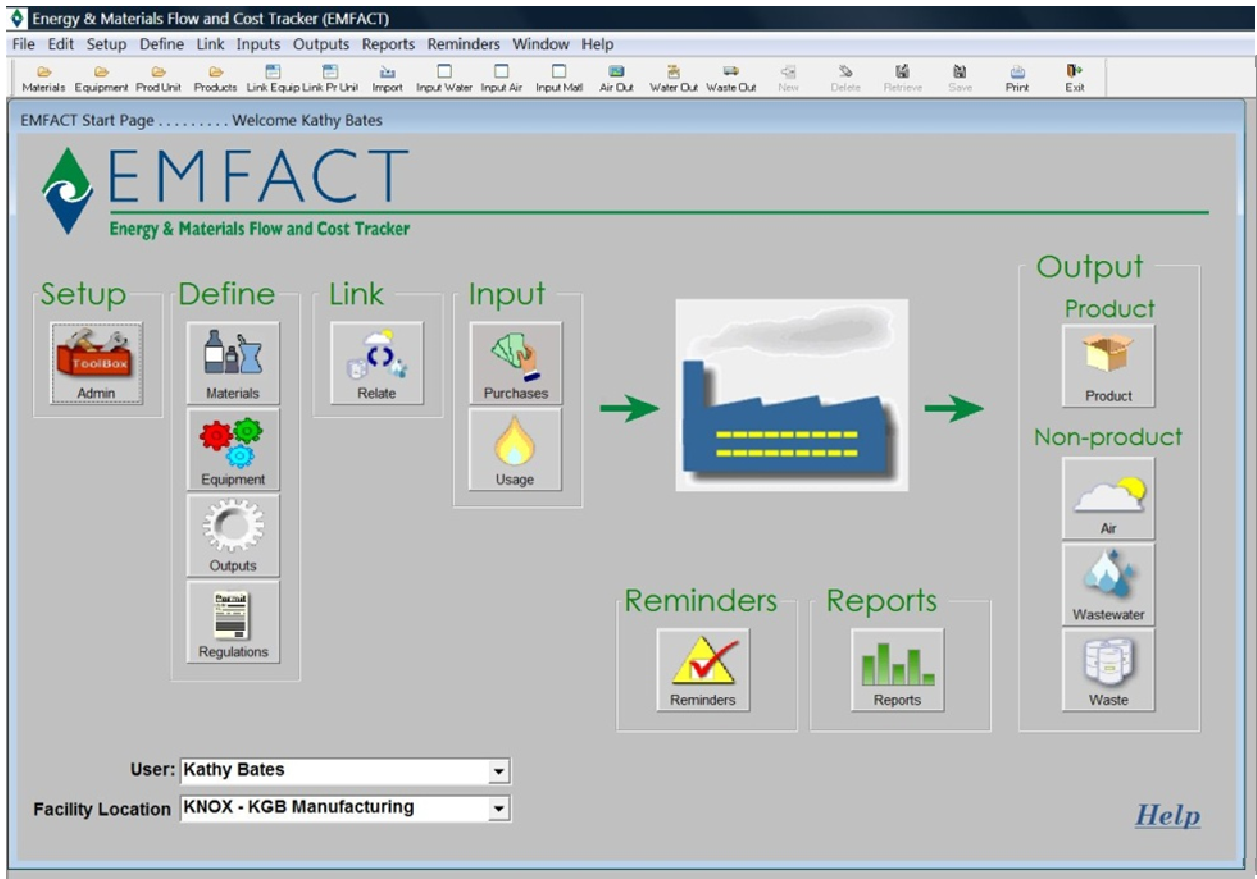 Energy & Materials Flow and Cost Tracker (EMFACT)
File Edit Setup Define Link Inputs Outputs Reports Reminders Window Help
Materials Equipment Prod Unit Products Link Equip Link Pr Unit Import Input Water Input Air Input Matl Air Out Water Out Waste Out New Delete Retrieve Save Print Exit
EMFACT Start Page . . . . . . . . . Welcome Kathy Bates
EMFACT
Energy & Materials Flow and Cost Tracker
Setup
ToolBox
Admin
Define
Materials
Equipment
Outputs
Permit
Regulations
Link
Relate
Input
Purchases
Usage
Output
Product
Product
Non-product
Air
Wastewater
Waste
Reminders
Reminders
Reports
Reports
User: Kathy Bates
Facility Location KNOX - KGB Manufacturing
Help